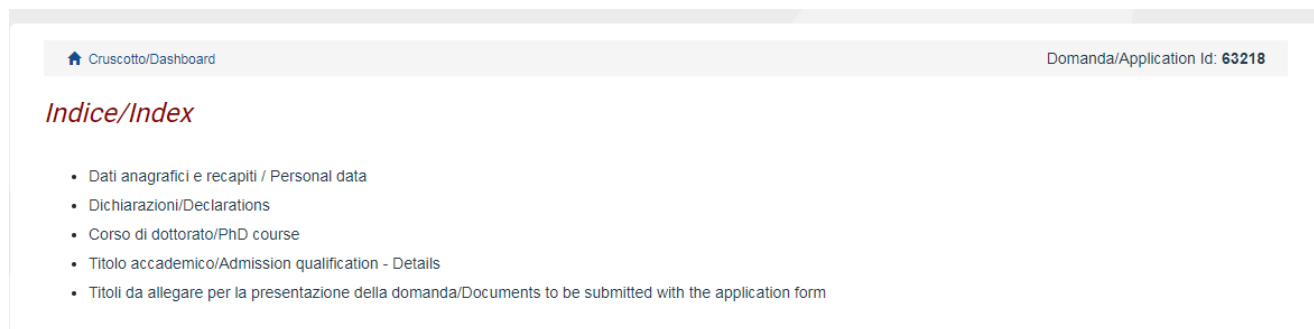 Cruscotto/Dashboard
Domanda/Application Id: 63218
Indice/Index
Dati anagrafici e recapiti / Personal data
Dichiarazioni/Declarations
Corso di dottorato/PhD course
Titolo accademico/Admission qualification - Details
Titoli da allegare per la presentazione della domanda/Documents to be submitted with the application form